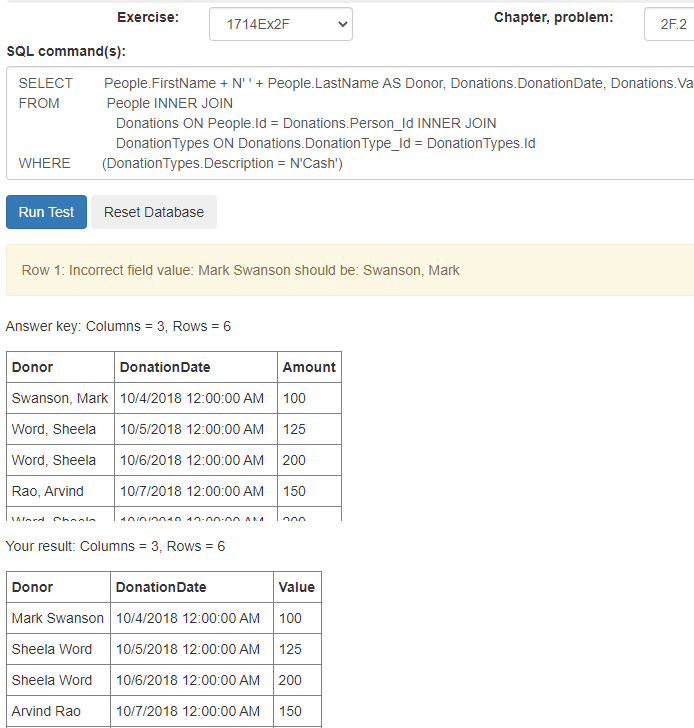 Exercise: 1714Ex2F Chapter, problem: 2F.2
SQL command(s):
SELECT People.FirstName + N' ' + People.LastName AS Donor, Donations.DonationDate, Donations.Va
FROM People INNER JOIN
Donations ON People.Id = Donations.Person_Id INNER JOIN
DonationTypes ON Donations.DonationType_Id = DonationTypes.Id
WHERE (DonationTypes.Description = N'Cash')
Run Test Reset Database
Row 1: Incorrect field value: Mark Swanson should be: Swanson, Mark
Answer key: Columns = 3, Rows = 6
Donor DonationDate Amount
Swanson, Mark 10/4/2018 12:00:00 AM 100
Word, Sheela 10/5/2018 12:00:00 AM 125
Word, Sheela 10/6/2018 12:00:00 AM 200
Rao, Arvind 10/7/2018 12:00:00 AM 150
Word, Sheela
Your result: Columns = 3, Rows = 6
Donor DonationDate Value
Mark Swanson 10/4/2018 12:00:00 AM 100
Sheela Word 10/5/2018 12:00:00 AM 125
Sheela Word 10/6/2018 12:00:00 AM 200
Arvind Rao 10/7/2018 12:00:00 AM 150